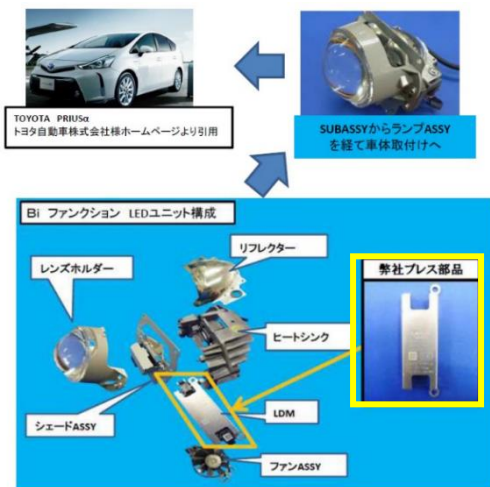 TOYOTA PRIUSα
トヨタ自動車株式会社様ホームページより引用
SUBASSYからランプASSY
を経て車体取付けへ
Bi ファンクション LEDユニット構成
リフレクター
レンズホルダー
弊社プレス部品
ヒートシンク
シェードASSY
LDM
ファンASSY